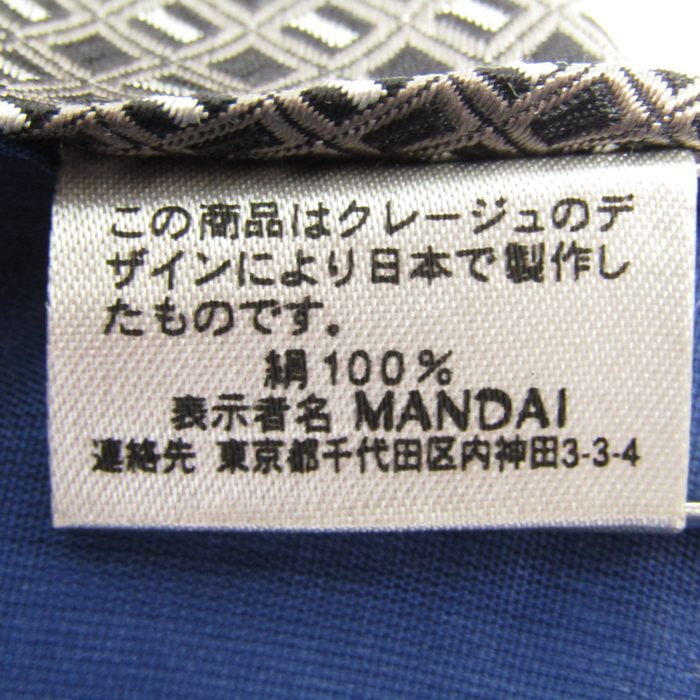 この商品はクレージュのデ
ザインにより日本で製作し
たものです。
絹100%
表示者名 MANDAI
連絡先 東京都千代田区内神田3-3-4